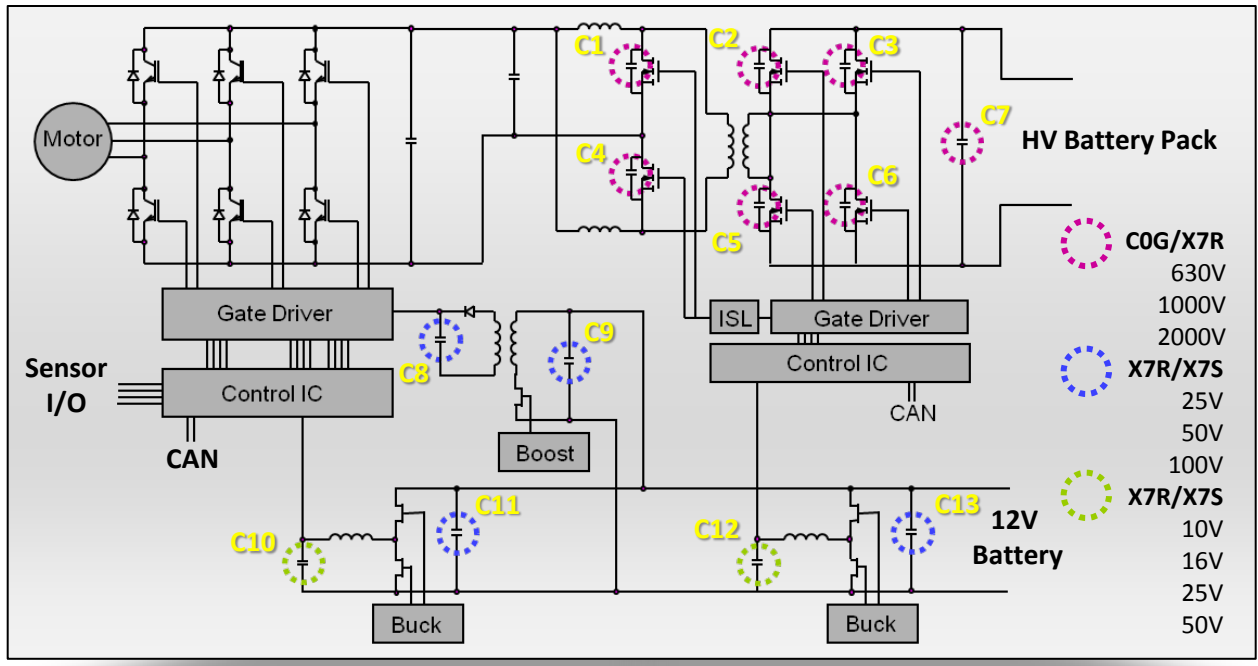 C1
C2
C3
C7
Motor
HV Battery Pack
C4
C6
C5
C0G/X7R
630V
1000V
2000V
Gate Driver
ISL
Gate Driver
C8
C9
Sensor
I/O
Control IC
Control IC
X7R/X7S
25V
50V
100V
CAN
CAN
Boost
C10
C11
C12
C13
12V
Battery
X7R/X7S
10V
16V
25V
50V
Buck
Buck